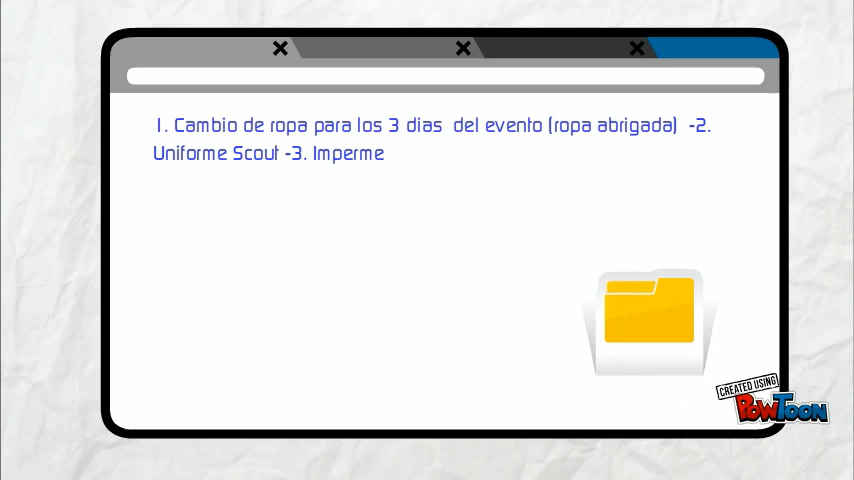 1. Cambio de ropa para los 3 dias  del evento (ropa abrigada)  -2.
Uniforme Scout -3. Imperme
CREATED USING
POWTOON